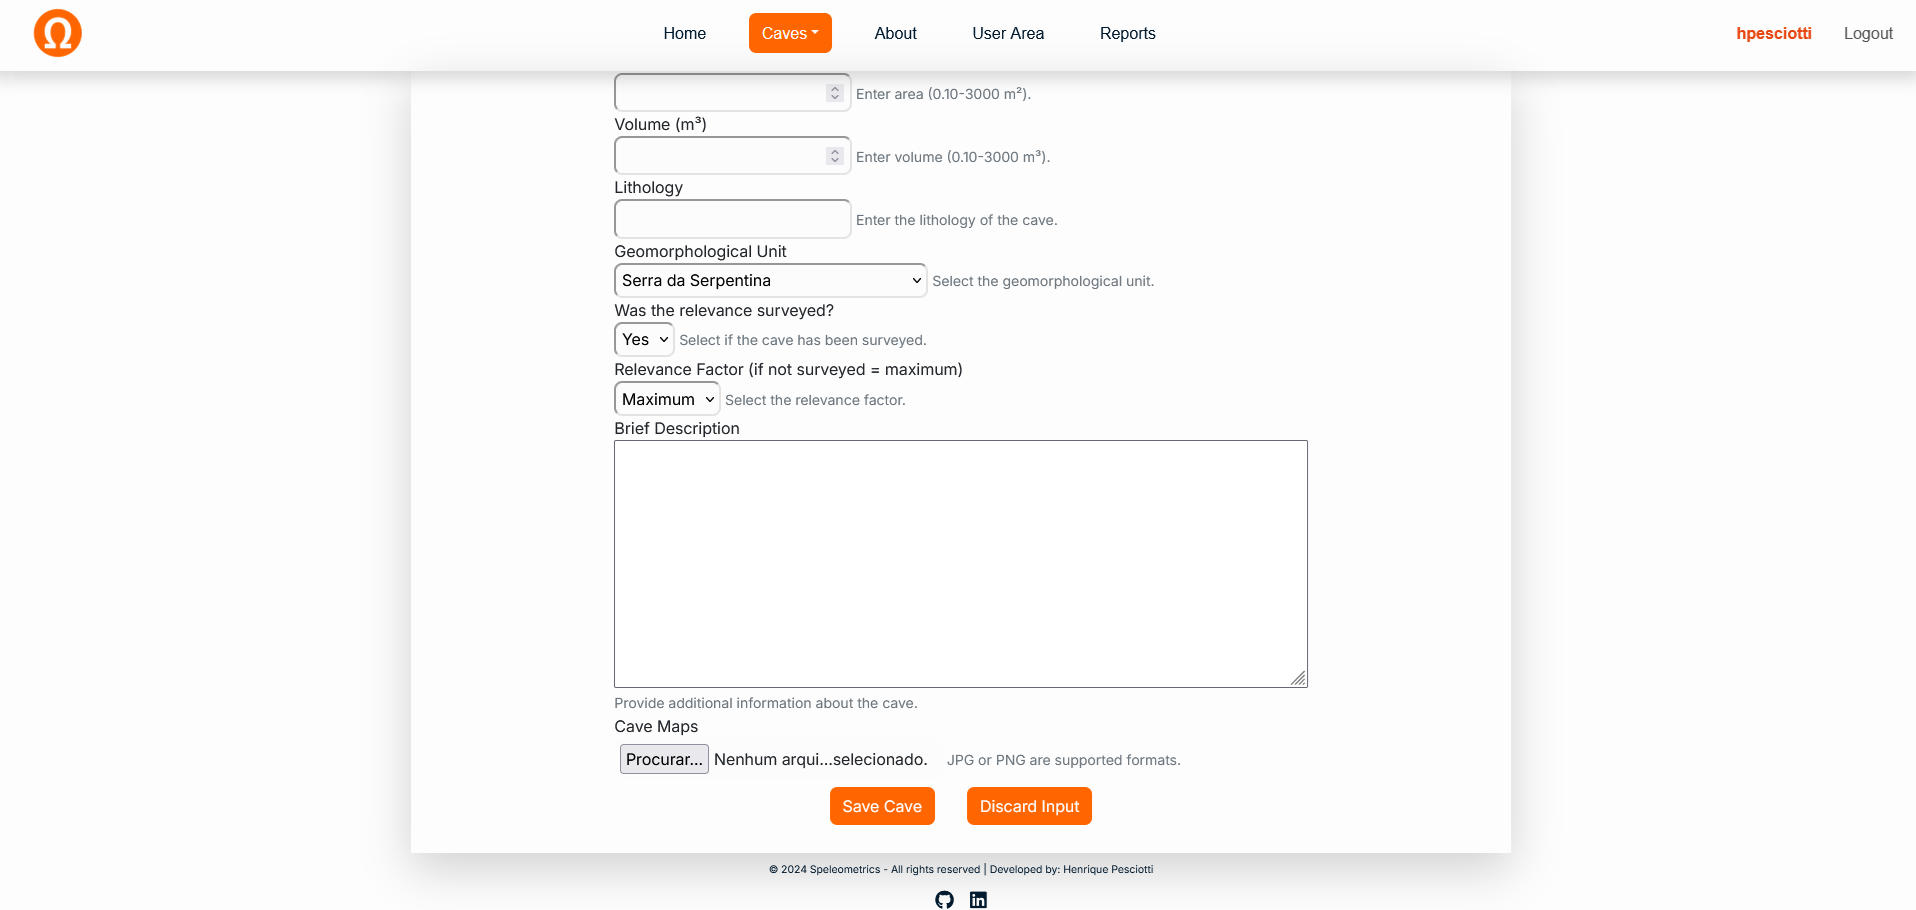 Ω
Home
Caves
About
User Area
Reports
hpesciotti
Logout
Enter area (0.10-3000 m²).
Volume (m³)
Enter volume (0.10-3000 m³).
Lithology
Enter the lithology of the cave.
Geomorphological Unit
Serra da Serpentina
Select the geomorphological unit.
Was the relevance surveyed?
Yes
Select if the cave has been surveyed.
Relevance Factor (if not surveyed = maximum)
Maximum
Select the relevance factor.
Brief Description
Provide additional information about the cave.
Cave Maps
Procurar...
Nenhum arqui...selecionado.
JPG or PNG are supported formats.
Save Cave
Discard Input
© 2024 Speleometrics - All rights reserved | Developed by: Henrique Pesciotti
in